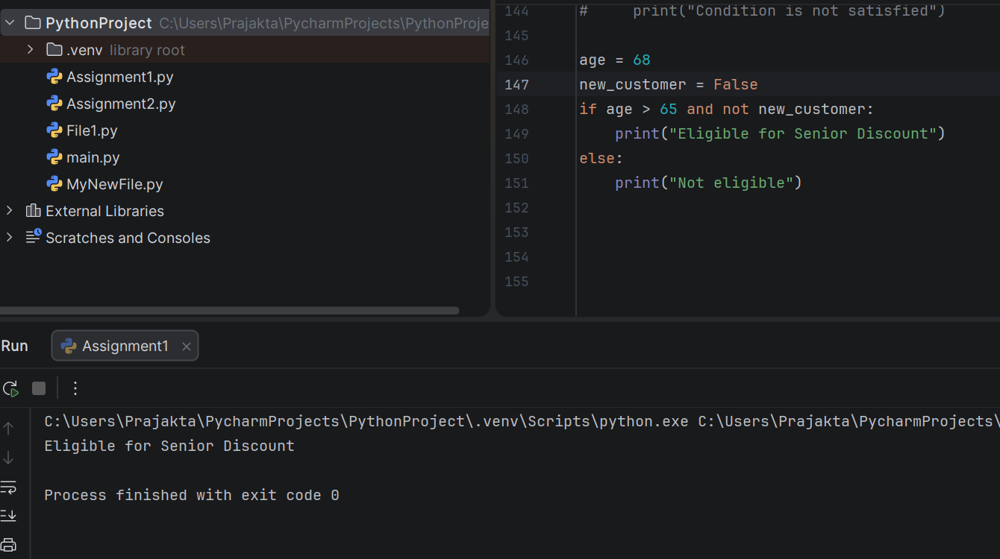 PythonProject C:\Users\Prajakta\PycharmProjects\PythonProje
.venv library root
Assignment1.py
Assignment2.py
File1.py
main.py
MyNewFile.py
External Libraries
Scratches and Consoles
144 #     print("Condition is not satisfied")
145
146 age = 68
147 new_customer = False
148 if age > 65 and not new_customer:
149     print("Eligible for Senior Discount")
150 else:
151     print("Not eligible")
152
153
154
155
Run Assignment1
C:\Users\Prajakta\PycharmProjects\PythonProject\.venv\Scripts\python.exe C:\Users\Prajakta\PycharmProjects\
Eligible for Senior Discount
Process finished with exit code 0